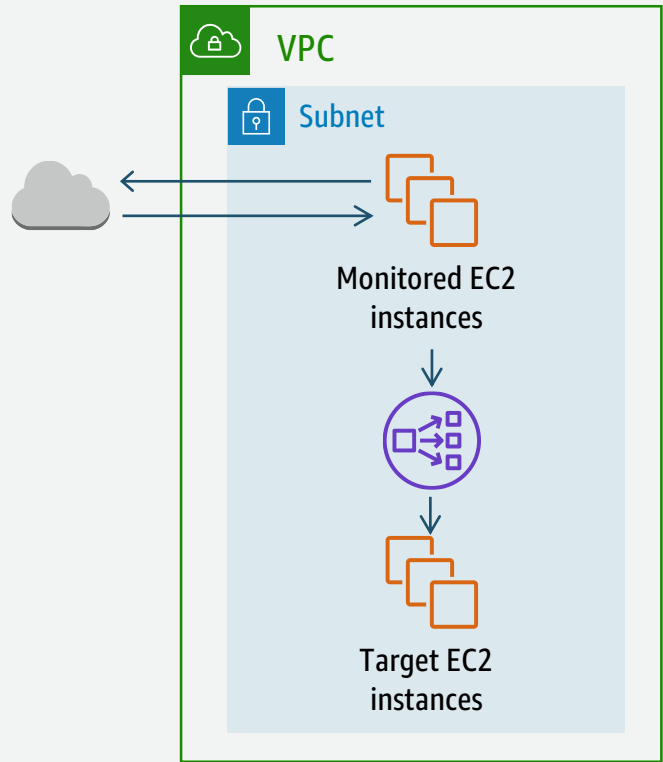 VPC
Subnet
Monitored EC2
instances
Target EC2
instances